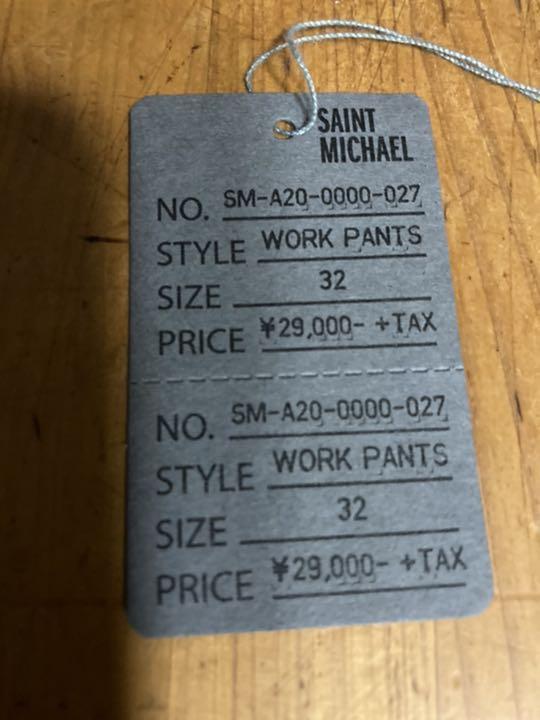 SAINT
MICHAEL
NO. SM-A20-0000-027
STYLE WORK PANTS
SIZE 32
PRICE ¥29,000- +TAX
NO. SM-A20-0000-027
STYLE WORK PANTS
SIZE 32
PRICE ¥29,000- +TAX